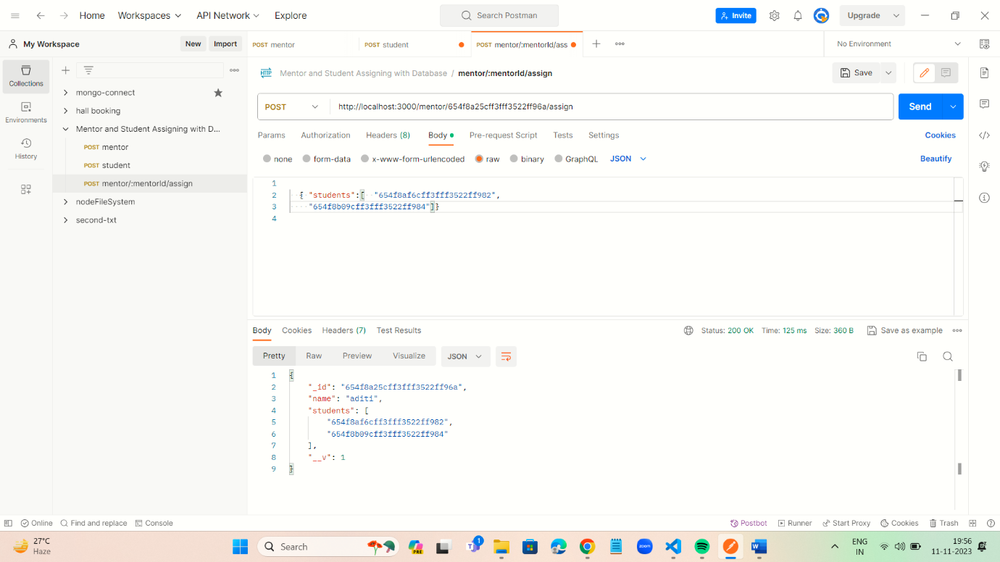 Home Workspaces API Network Explore Search Postman Invite Upgrade
My Workspace New Import POST mentor POST student POST mentor/:mentorId/ass No Environment
Collections
Environments
History
mongo-connect
hall booking
Mentor and Student Assigning with D...
POST mentor
POST student
POST mentor/:mentorId/assign
nodeFileSystem
second-txt
HTTP Mentor and Student Assigning with Database / mentor/:mentorId/assign Save
POST http://localhost:3000/mentor/654f8a25cff3fff3522ff96a/assign Send
Params Authorization Headers (8) Body Pre-request Script Tests Settings Cookies
none form-data x-www-form-urlencoded raw binary GraphQL JSON Beautify
1
2 { "students":[ "654f8af6cff3fff3522ff982",
3 "654f8b09cff3fff3522ff984"]}
4
Body Cookies Headers (7) Test Results Status: 200 OK Time: 125 ms Size: 360 B Save as example
Pretty Raw Preview Visualize JSON
1 {
2 "_id": "654f8a25cff3fff3522ff96a",
3 "name": "aditi",
4 "students": [
5 "654f8af6cff3fff3522ff982",
6 "654f8b09cff3fff3522ff984"
7 ],
8 "__v": 1
9 }
Online Find and replace Console Postbot Runner Start Proxy Cookies Trash
27°C
Haze
Search
PRE
T
1
zoom
W
ENG
IN
19:56
11-11-2023